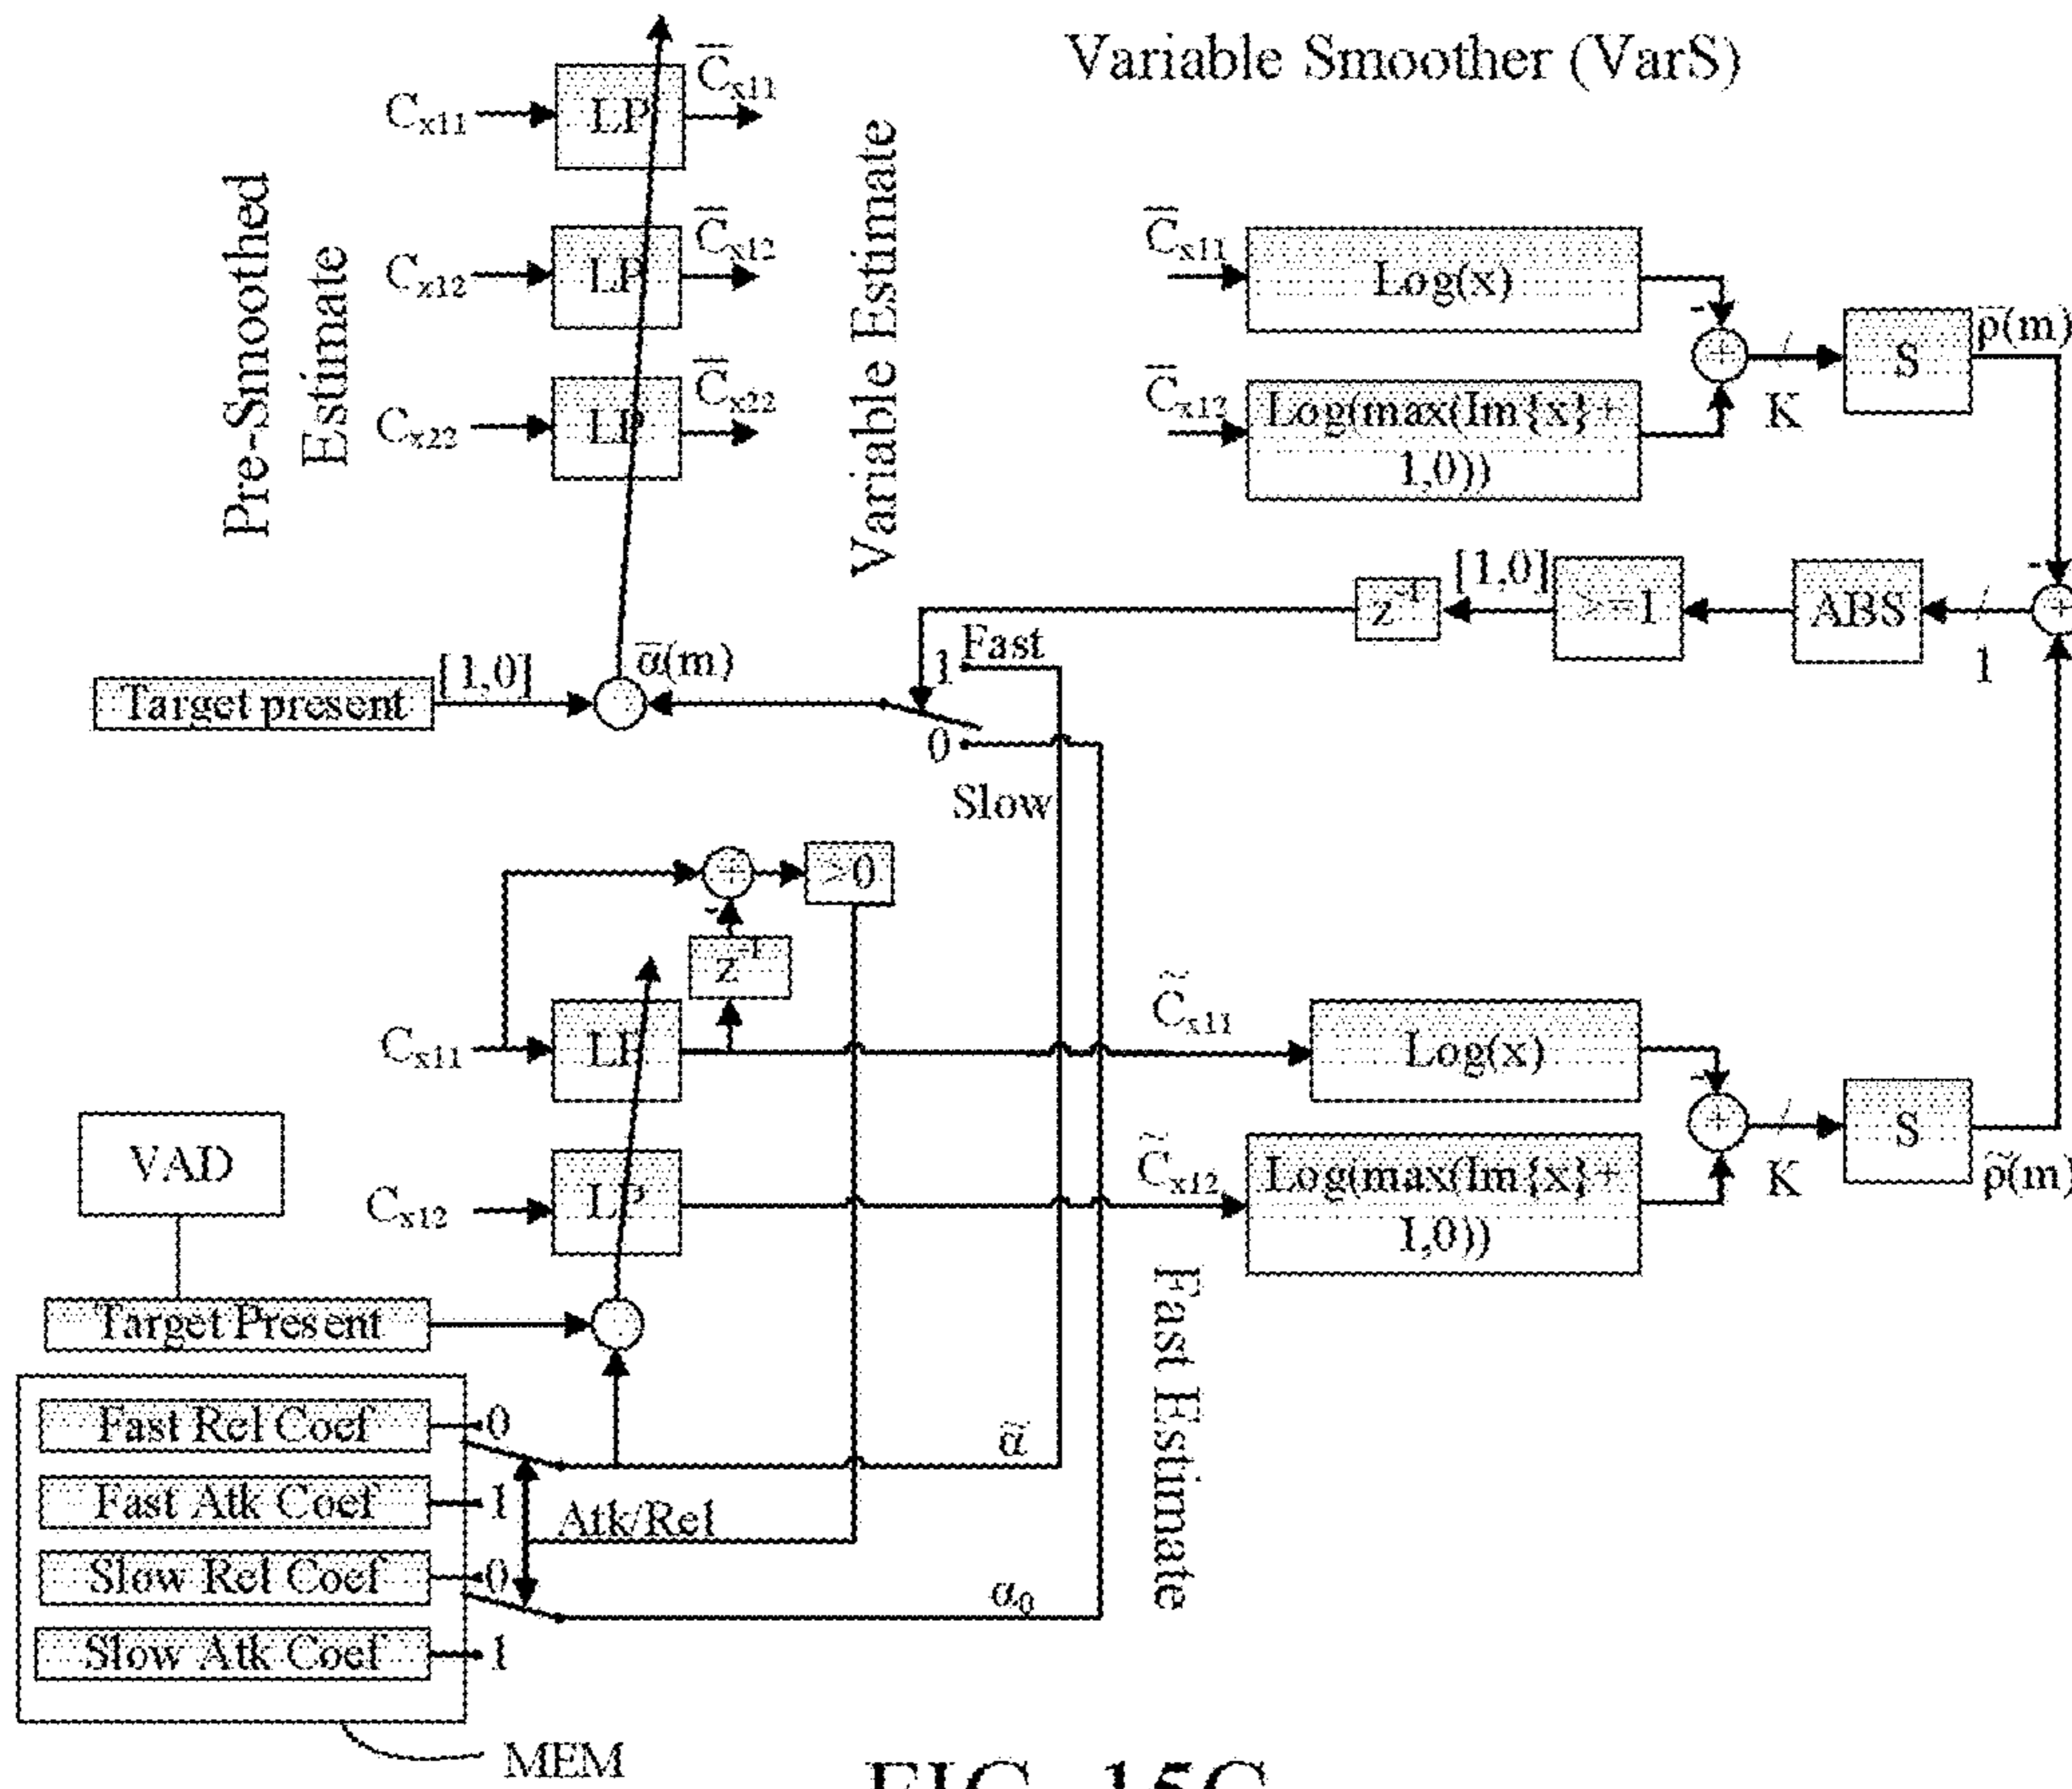 Variable Smoother (VarS)
Pre-Smoothed
Estimate
Variable Estimate
C̅x11
Cx11
LP
C̅x12
Cx12
LP
C̅x22
Cx22
LP
C̅x11
Log(x)
-
+
K
S
ρ̅(m)
C̅x12
Log(max(Im{x}+
1,0))
-
+
1
ABS
>=1
[1,0]
z⁻¹
Target present
[1,0]
α̅(m)
1
Fast
0
Slow
+
>0
-
z⁻¹
Cx11
LP
C̃x11
Log(x)
-
+
K
S
ρ̃(m)
Cx12
LP
C̃x12
Log(max(Im{x}+
1,0))
Fast Estimate
VAD
Target Present
Fast Rel Coef
0
α̃
Fast Atk Coef
1
Atk/Rel
Slow Rel Coef
0
α₀
Slow Atk Coef
1
MEM
FIG. 15C